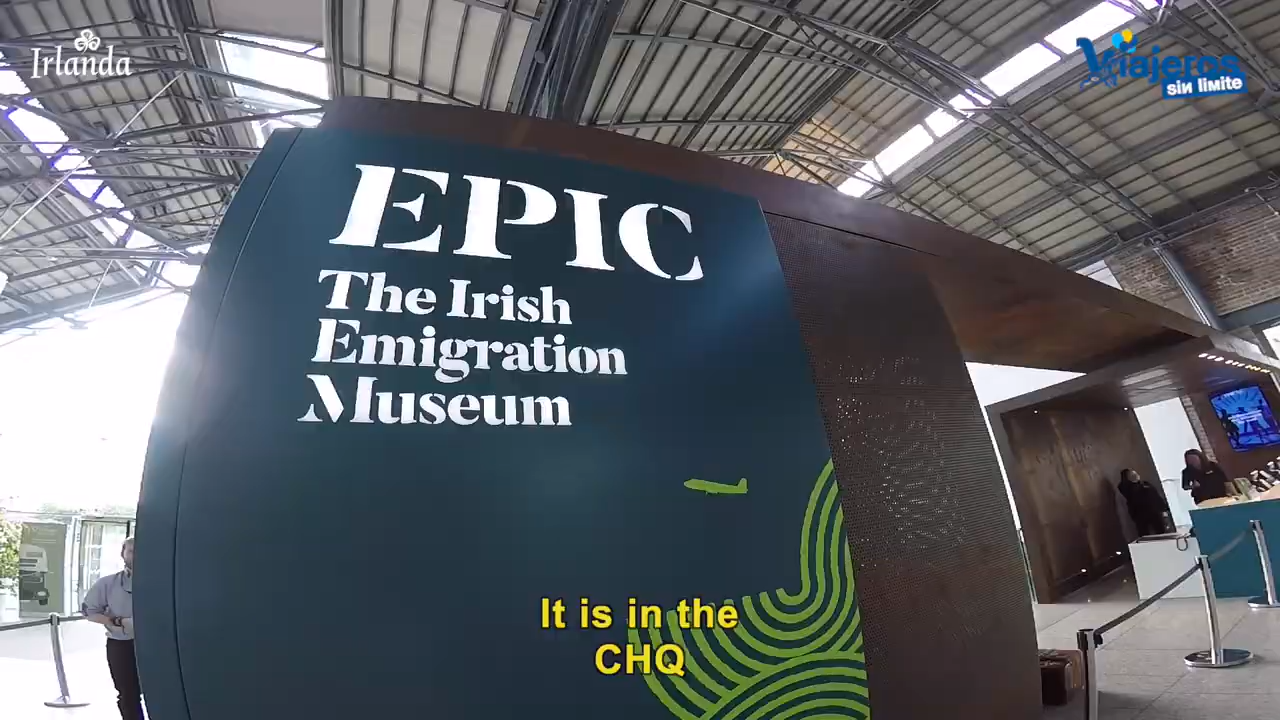 Irlanda
Viajeros
sin límite
EPIC
The Irish
Emigration
Museum
It is in the
CHQ